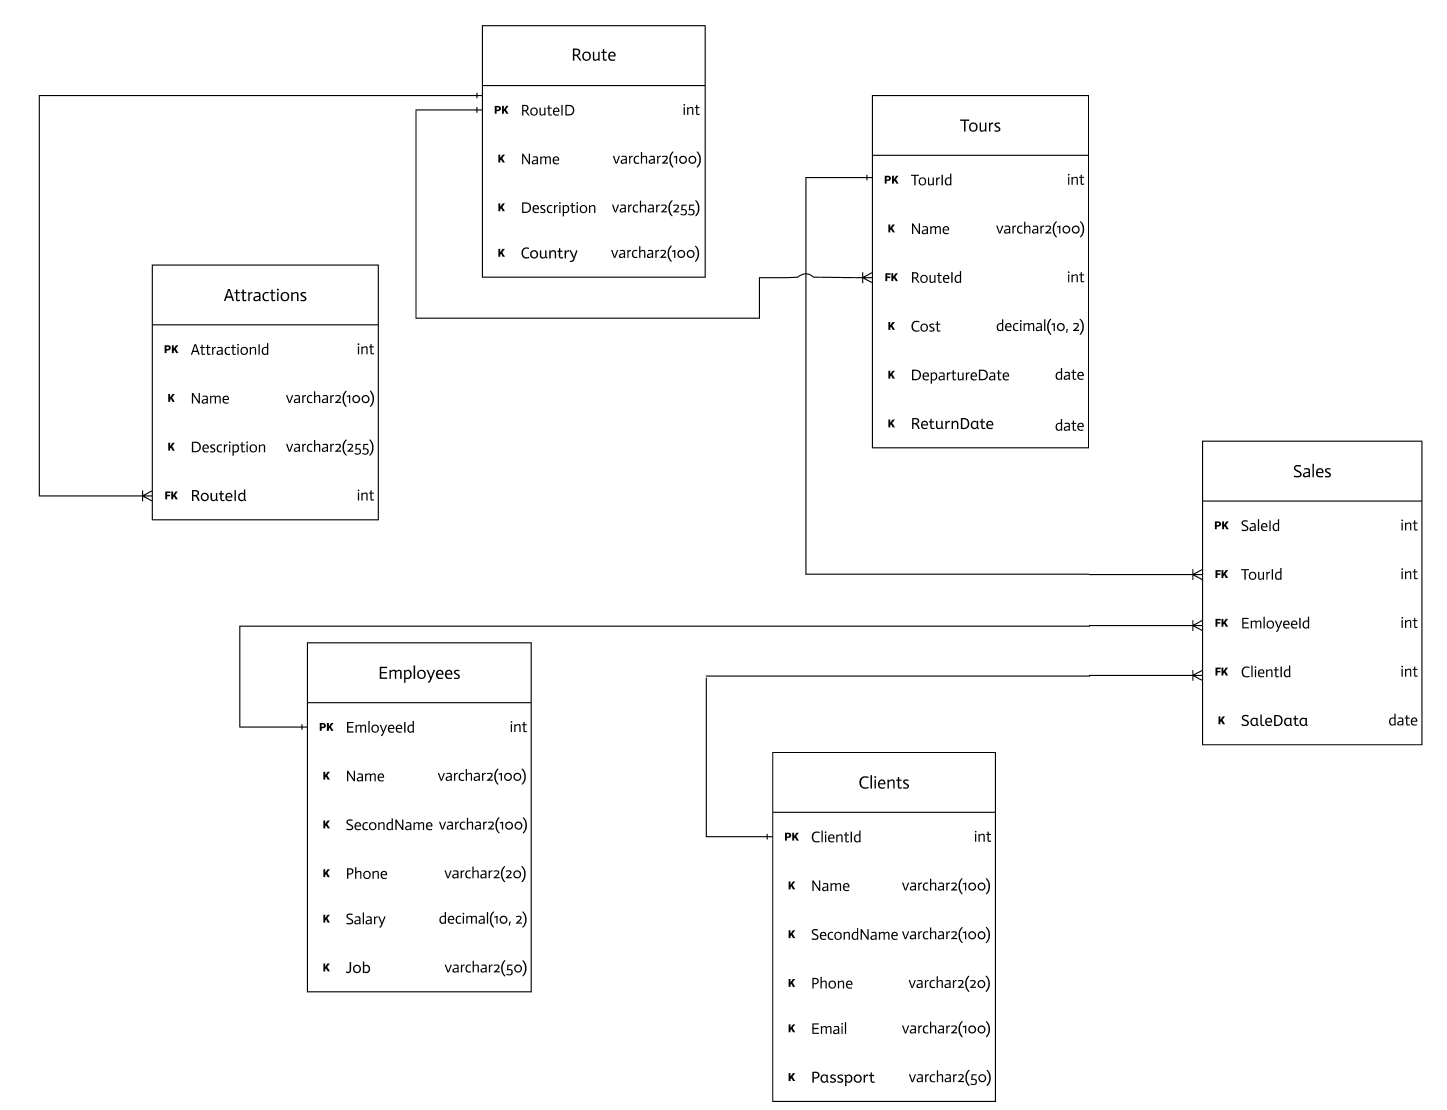 Route
PK RouteID int
K Name varchar2(100)
K Description varchar2(255)
K Country varchar2(100)
Tours
PK TourId int
K Name varchar2(100)
FK RouteId int
K Cost decimal(10, 2)
K DepartureDate date
K ReturnDate date
Attractions
PK AttractionId int
K Name varchar2(100)
K Description varchar2(255)
FK RouteId int
Sales
PK SaleId int
FK TourId int
FK EmloyeeId int
FK ClientId int
K SaleData date
Employees
PK EmloyeeId int
K Name varchar2(100)
K SecondName varchar2(100)
K Phone varchar2(20)
K Salary decimal(10, 2)
K Job varchar2(50)
Clients
PK ClientId int
K Name varchar2(100)
K SecondName varchar2(100)
K Phone varchar2(20)
K Email varchar2(100)
K Passport varchar2(50)